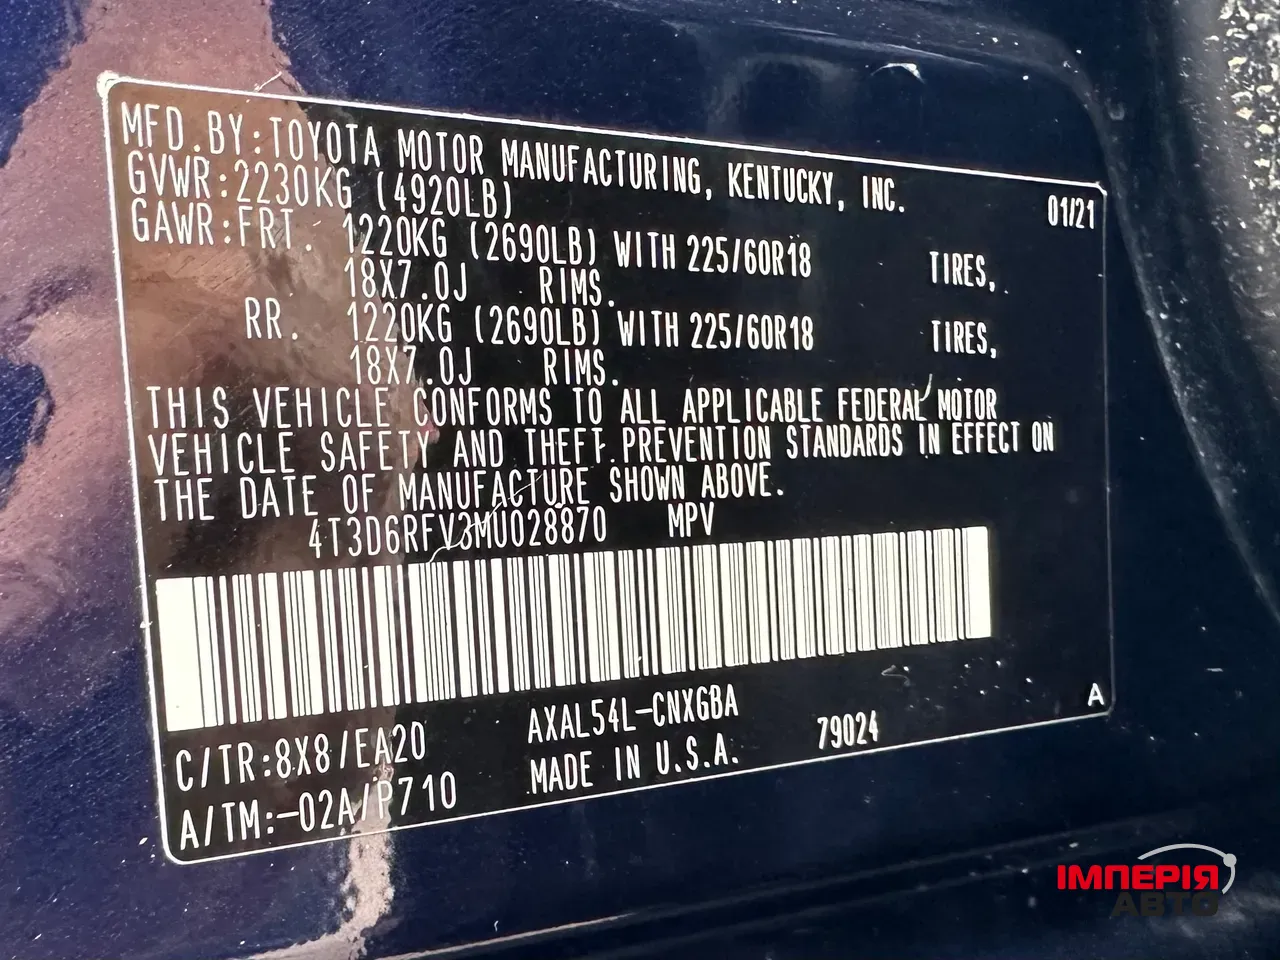 MFD.BY:TOYOTA MOTOR MANUFACTURING, KENTUCKY, INC.
GVWR:2230KG (4920LB) 01/21
GAWR:FRT. 1220KG (2690LB) WITH 225/60R18 TIRES,
18X7.0J RIMS.
RR. 1220KG (2690LB) WITH 225/60R18 TIRES,
18X7.0J RIMS.
THIS VEHICLE CONFORMS TO ALL APPLICABLE FEDERAL MOTOR
VEHICLE SAFETY AND THEFT PREVENTION STANDARDS IN EFFECT ON
THE DATE OF MANUFACTURE SHOWN ABOVE.
4T3D6RFV3MU028870 MPV
A
C/TR:8X8/EA20 AXAL54L-CNXGBA 79024
A/TM:-02A/P710 MADE IN U.S.A.
ІМПЕРІЯ
АВТО